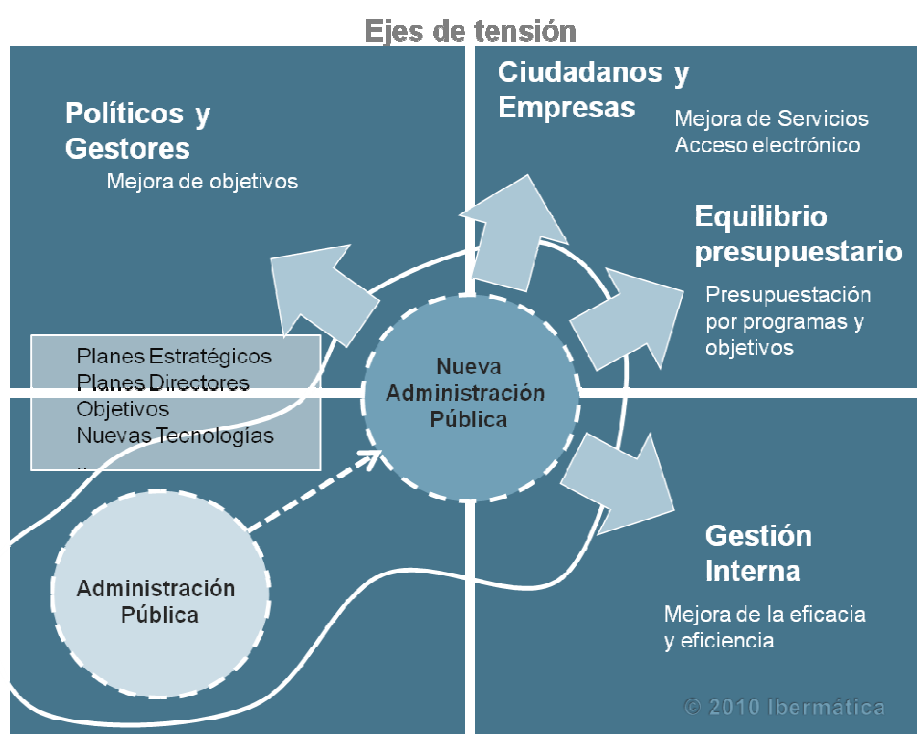 Ejes de tensión
Políticos y
Gestores
Mejora de objetivos
Ciudadanos y
Empresas
Mejora de Servicios
Acceso electrónico
Equilibrio
presupuestario
Presupuestación
por programas y
objetivos
Planes Estratégicos
Planes Directores
Objetivos
Nuevas Tecnologías
..
Nueva
Administración
Pública
Administración
Pública
Gestión
Interna
Mejora de la eficacia
y eficiencia
© 2010 Ibermática